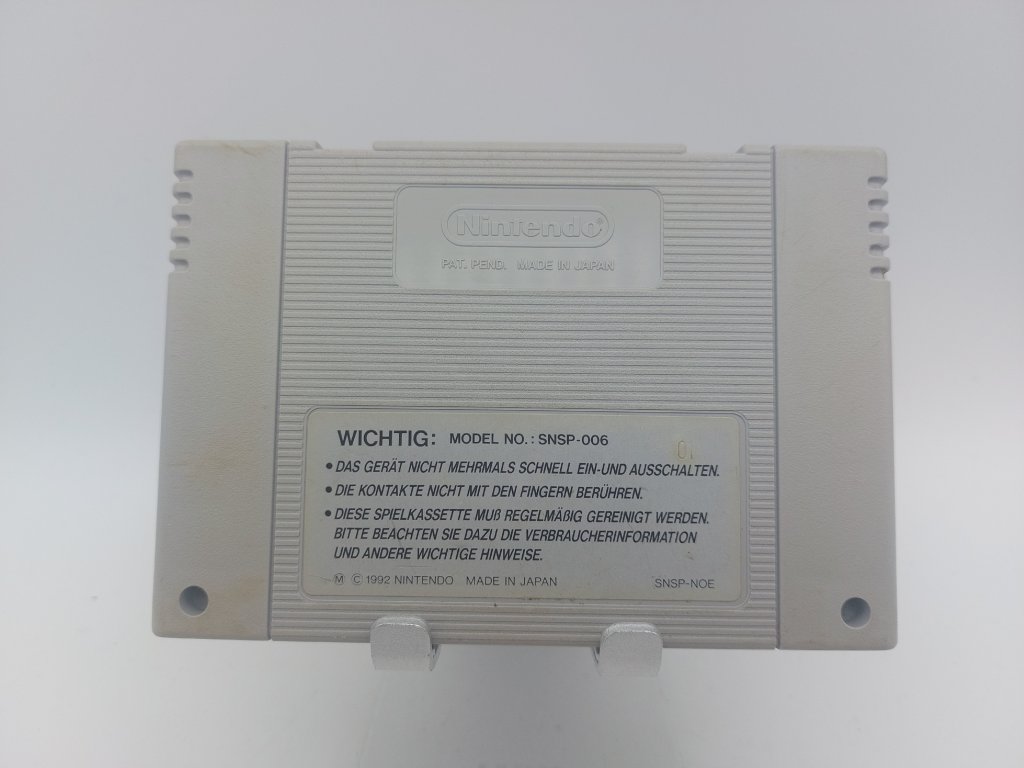 Nintendo®
PAT. PEND. MADE IN JAPAN
WICHTIG: MODEL NO.: SNSP-006
• DAS GERÄT NICHT MEHRMALS SCHNELL EIN-UND AUSSCHALTEN.
• DIE KONTAKTE NICHT MIT DEN FINGERN BERÜHREN.
• DIESE SPIELKASSETTE MUß REGELMÄßIG GEREINIGT WERDEN.
BITTE BEACHTEN SIE DAZU DIE VERBRAUCHERINFORMATION
UND ANDERE WICHTIGE HINWEISE.
Ⓜ © 1992 NINTENDO MADE IN JAPAN SNSP-NOE